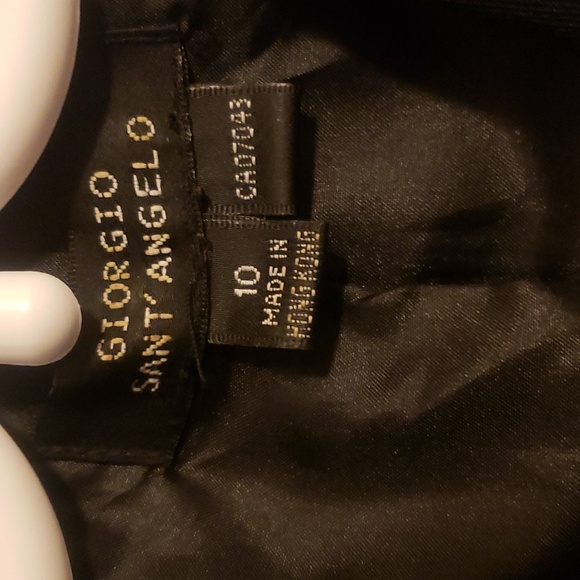 GIORGIO
SANT'ANGELO
CA07043
10
MADE IN
HONG KONG